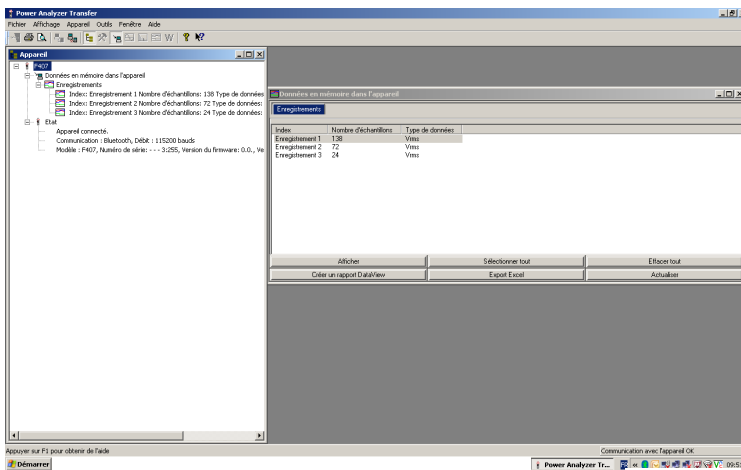 Power Analyzer Transfer
Fichier Affichage Appareil Outils Fenêtre Aide
Appareil
F407
Données en mémoire dans l'appareil
Enregistrements
Index: Enregistrement 1 Nombre d'échantillons: 138 Type de données
Index: Enregistrement 2 Nombre d'échantillons: 72 Type de données:
Index: Enregistrement 3 Nombre d'échantillons: 24 Type de données:
Etat
Appareil connecté.
Communication : Bluetooth, Débit : 115200 bauds
Modèle : F407, Numéro de série: - - - 3:255, Version du firmware: 0.0., Ve
Données en mémoire dans l'appareil
Enregistrements
Index Nombre d'échantillons Type de données
Enregistrement 1 138 Vrms
Enregistrement 2 72 Vrms
Enregistrement 3 24 Vrms
Afficher Sélectionner tout Effacer tout
Créer un rapport DataView Export Excel Actualiser
Appuyer sur F1 pour obtenir de l'aide Communication avec l'appareil OK
Démarrer Power Analyzer Tr... FR «